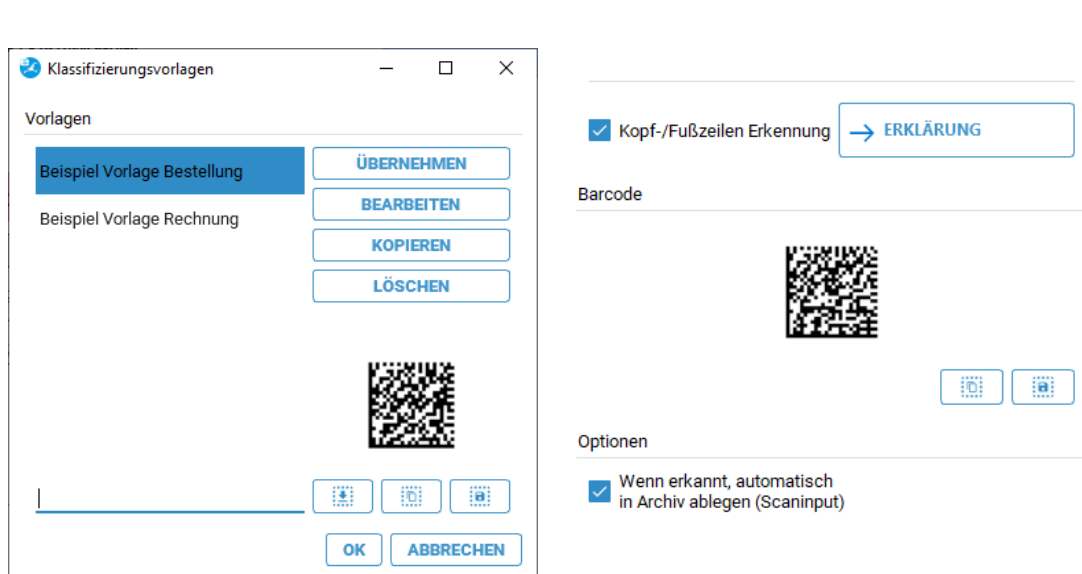 Klassifizierungsvorlagen
Vorlagen
Beispiel Vorlage Bestellung
Beispiel Vorlage Rechnung
ÜBERNEHMEN
BEARBEITEN
KOPIEREN
LÖSCHEN
OK
ABBRECHEN
Kopf-/Fußzeilen Erkennung
ERKLÄRUNG
Barcode
Optionen
Wenn erkannt, automatisch
in Archiv ablegen (Scaninput)